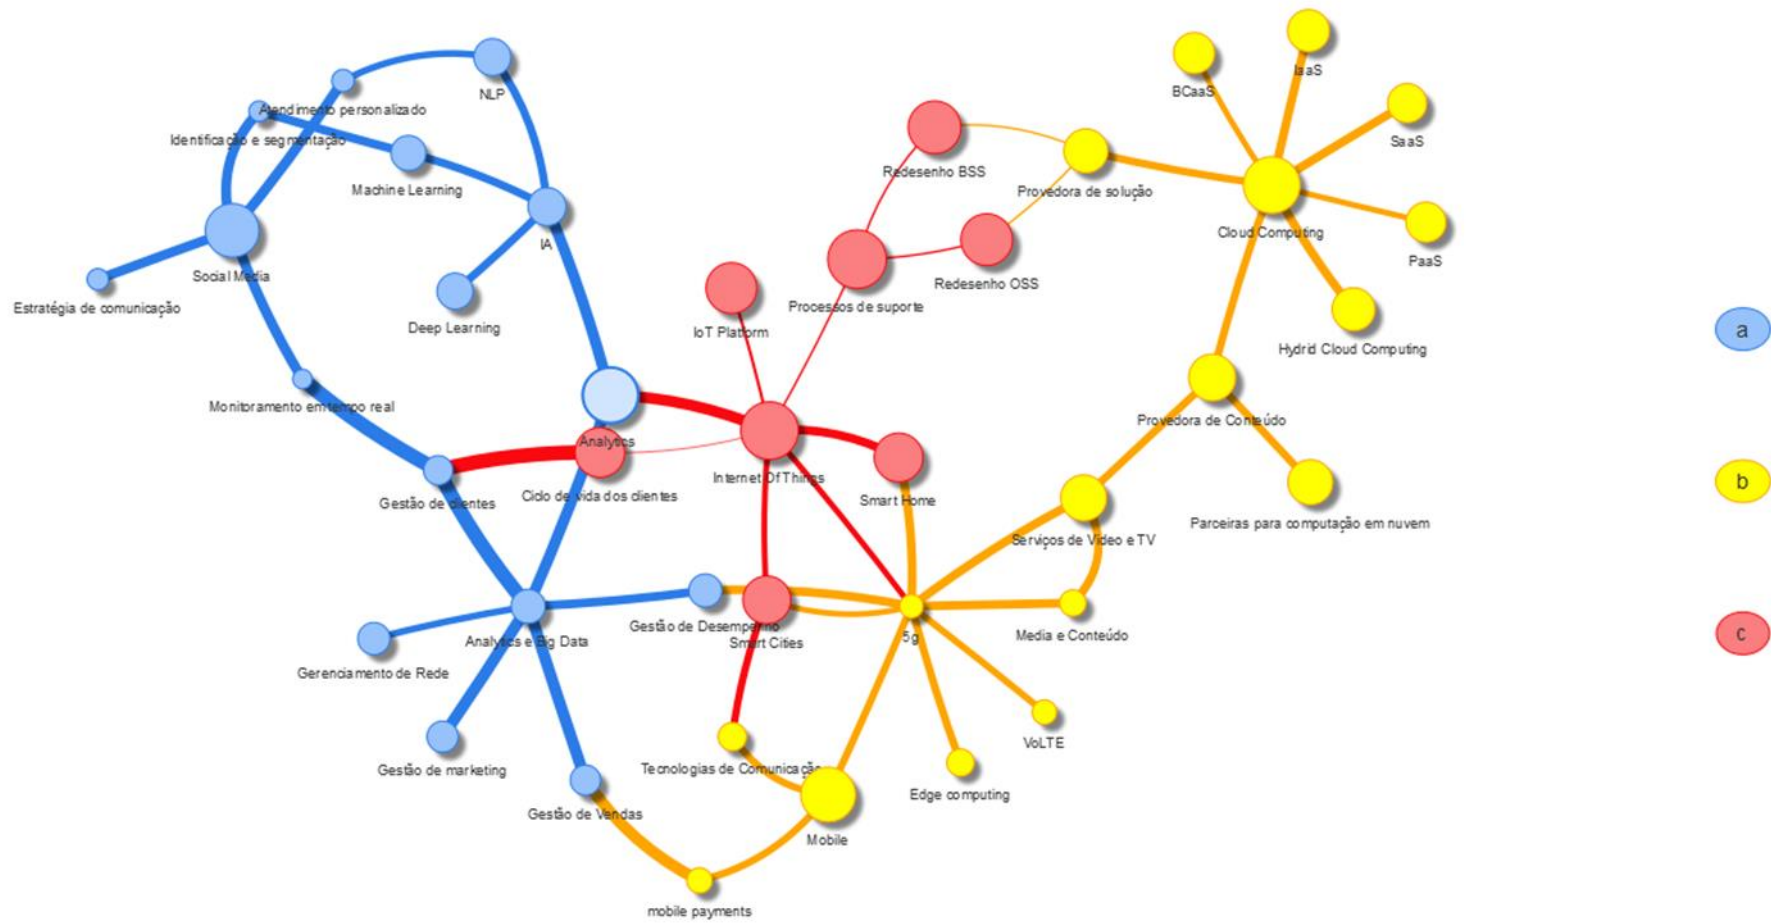 IaaS
BCaaS
NLP
Atendimento personalizado
Identificação e segmentação
SaaS
Machine Learning
Redesenho BSS
Provedora de solução
Cloud Computing
IA
PaaS
Social Media
Redesenho OSS
Estratégia de comunicação
Processos de suporte
Deep Learning
IoT Platform
a
Hydrid Cloud Computing
Monitoramento em tempo real
Provedora de Conteúdo
Analytics
Internet Of Things
b
Ciclo de vida dos clientes
Gestão de clientes
Smart Home
Parceiras para computação em nuvem
Serviços de Video e TV
Gestão de Desempenho
c
Analytics e Big Data
Smart Cities
5g
Media e Conteúdo
Gerenciamento de Rede
VoLTE
Gestão de marketing
Tecnologias de Comunicação
Edge computing
Gestão de Vendas
Mobile
mobile payments